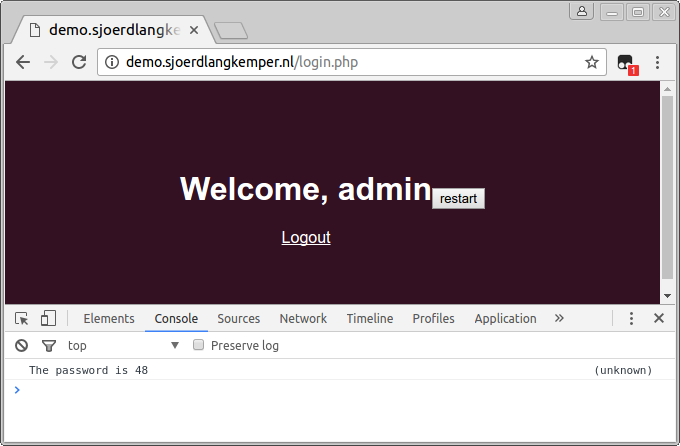 demo.sjoerdlangke
demo.sjoerdlangkemper.nl/login.php
1
Welcome, admin restart
Logout
Elements Console Sources Network Timeline Profiles Application »
top Preserve log
The password is 48 (unknown)
>